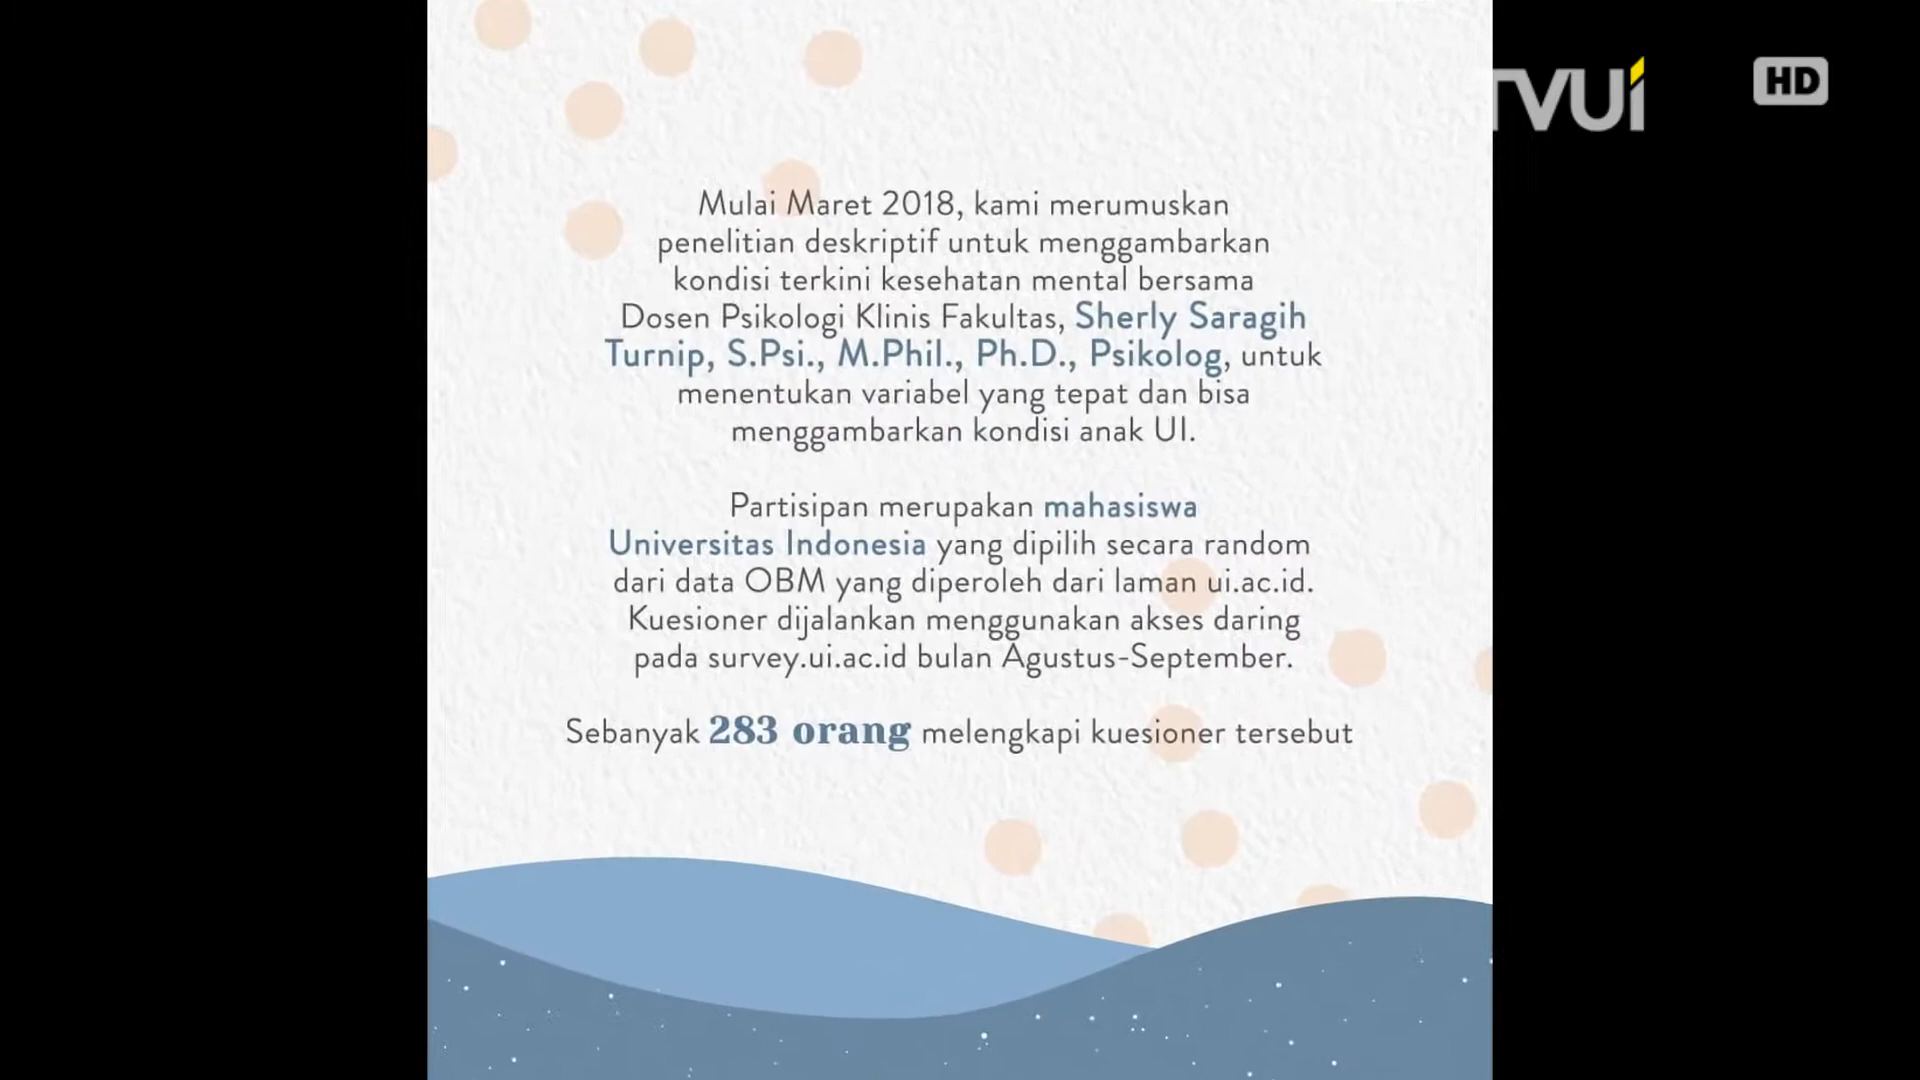 TVUI
HD
Mulai Maret 2018, kami merumuskan
penelitian deskriptif untuk menggambarkan
kondisi terkini kesehatan mental bersama
Dosen Psikologi Klinis Fakultas, Sherly Saragih
Turnip, S.Psi., M.Phil., Ph.D., Psikolog, untuk
menentukan variabel yang tepat dan bisa
menggambarkan kondisi anak UI.
Partisipan merupakan mahasiswa
Universitas Indonesia yang dipilih secara random
dari data OBM yang diperoleh dari laman ui.ac.id.
Kuesioner dijalankan menggunakan akses daring
pada survey.ui.ac.id bulan Agustus-September.
Sebanyak 283 orang melengkapi kuesioner tersebut